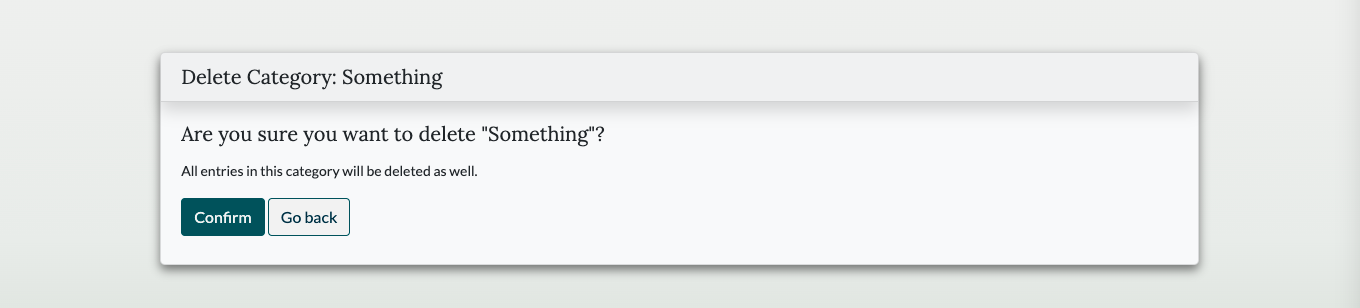 Delete Category: Something
Are you sure you want to delete "Something"?
All entries in this category will be deleted as well.
Confirm Go back